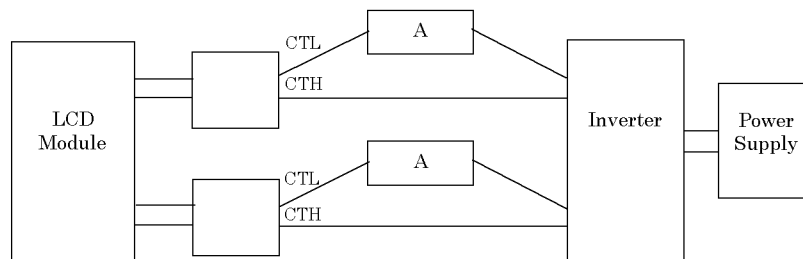 A
CTL
CTH
LCD
Module
Inverter
Power
Supply
A
CTL
CTH